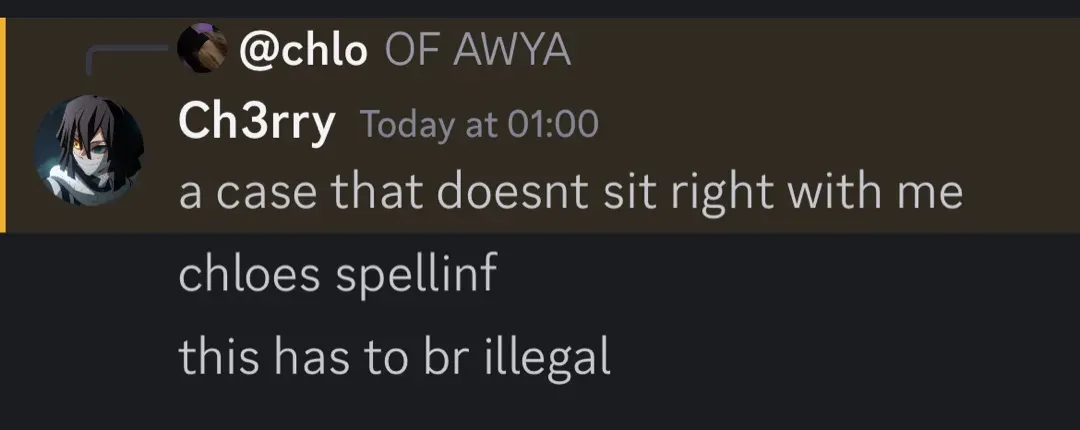 @chlo OF AWYA
Ch3rry Today at 01:00
a case that doesnt sit right with me
chloes spellinf
this has to br illegal